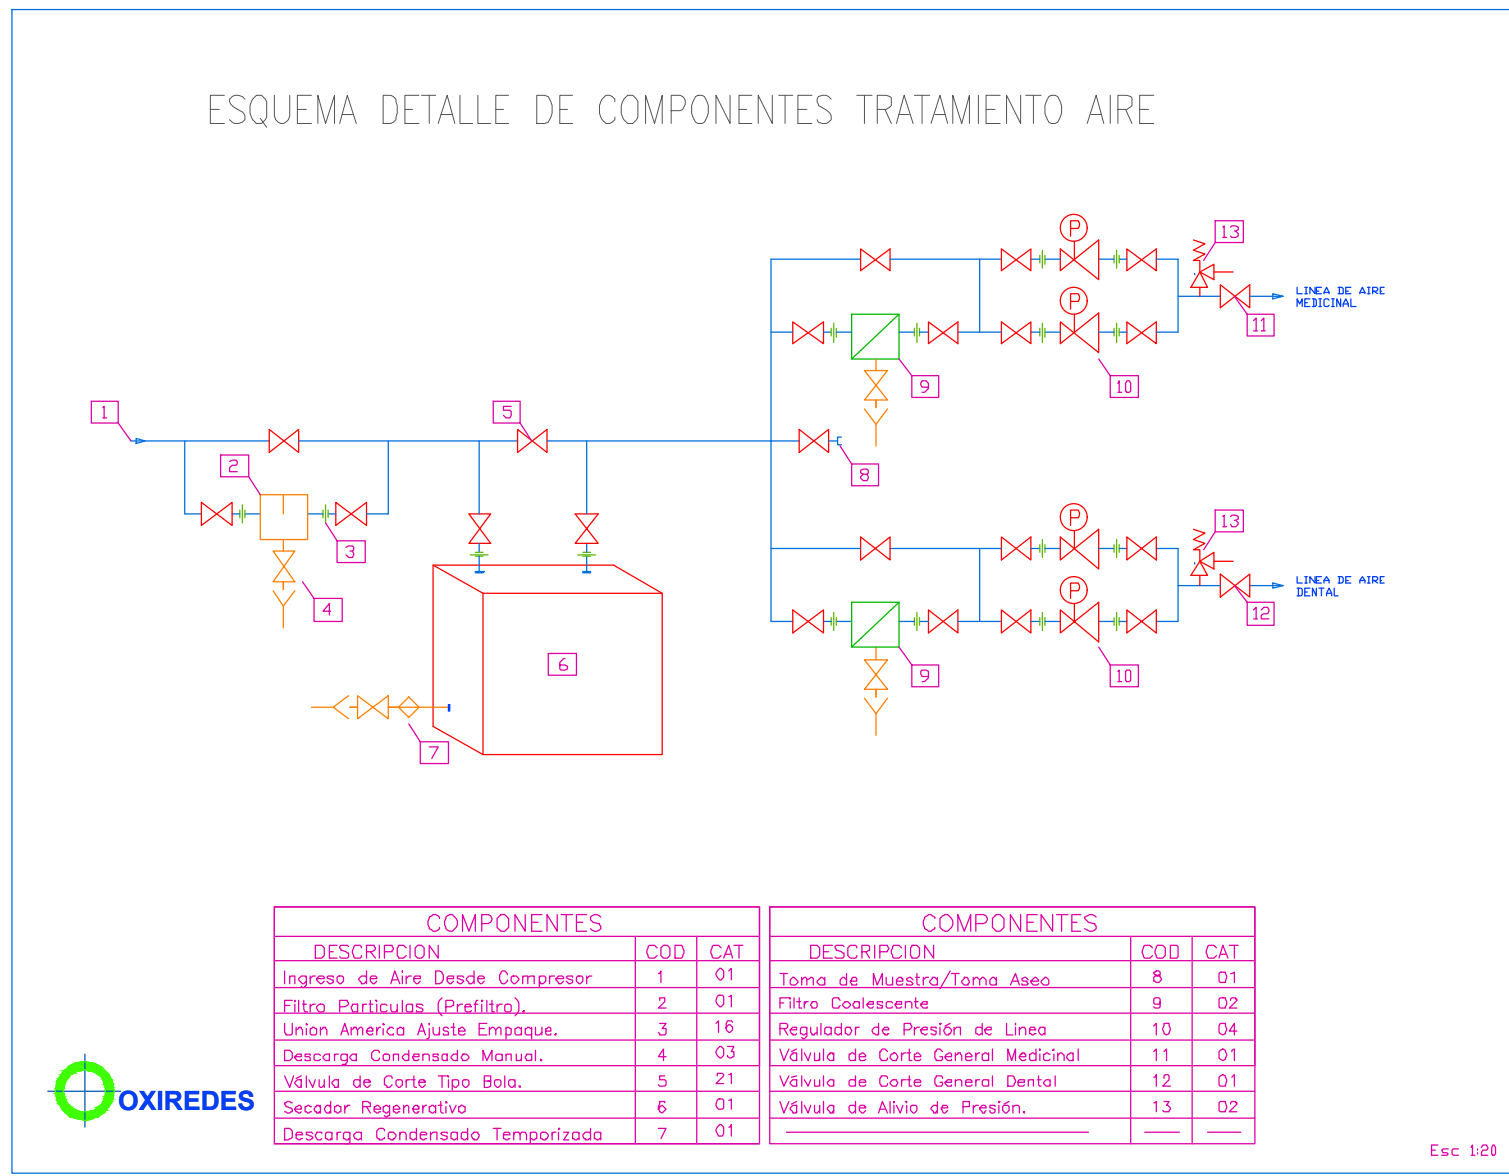 ESQUEMA DETALLE DE COMPONENTES TRATAMIENTO AIRE
P
13
LINEA DE AIRE
MEDICINAL
P
11
9
10
1
5
8
2
3
4
P
13
LINEA DE AIRE
DENTAL
P
12
6
9
10
7
COMPONENTES
DESCRIPCION COD CAT
Ingreso de Aire Desde Compresor 1 01
Filtro Particulas (Prefiltro). 2 01
Union America Ajuste Empaque. 3 16
Descarga Condensado Manual. 4 03
Válvula de Corte Tipo Bola. 5 21
Secador Regenerativo 6 01
Descarga Condensado Temporizada 7 01
COMPONENTES
DESCRIPCION COD CAT
Toma de Muestra/Toma Aseo 8 01
Filtro Coalescente 9 02
Regulador de Presión de Linea 10 04
Válvula de Corte General Medicinal 11 01
Válvula de Corte General Dental 12 01
Válvula de Alivio de Presión. 13 02
OXIREDES
Esc 1:20